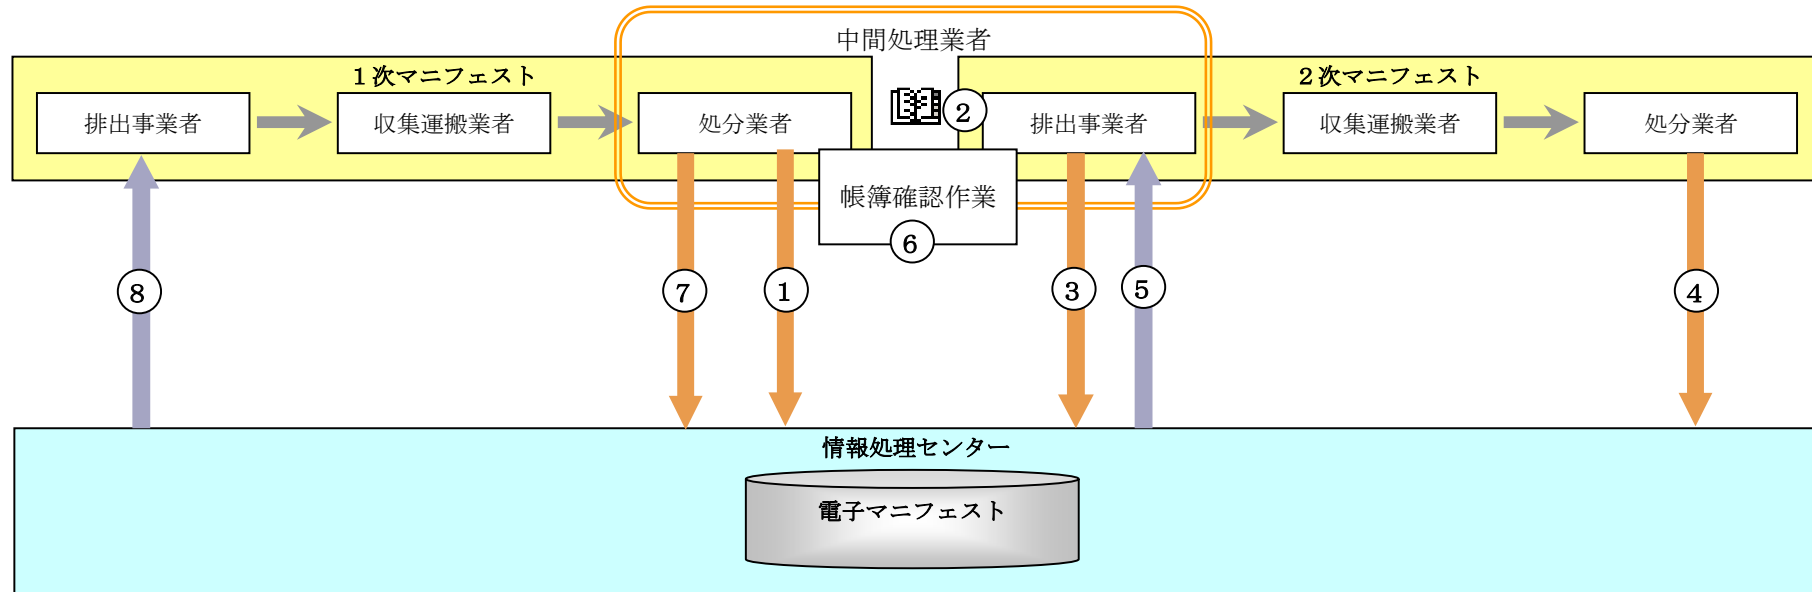 中間処理業者
１次マニフェスト
２次マニフェスト
排出事業者
収集運搬業者
処分業者
②
排出事業者
収集運搬業者
処分業者
帳簿確認作業
⑥
⑧
⑦
①
③
⑤
④
情報処理センター
電子マニフェスト